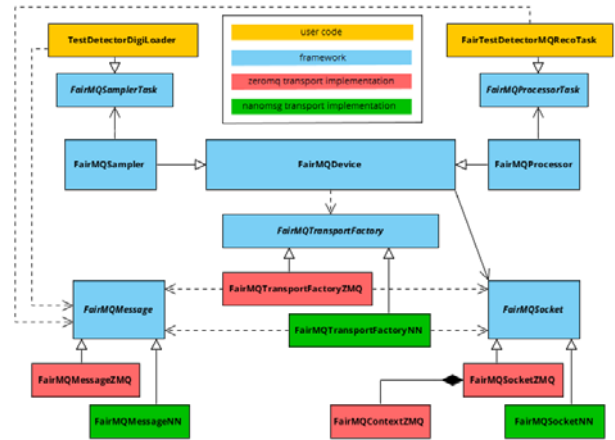 TestDetectorDigiLoader
user code
FairTestDetectorMQRecoTask
framework
FairMQSamplerTask
zeromq transport implementation
FairMQProcessorTask
nanomsg transport implementation
FairMQSampler
FairMQDevice
FairMQProcessor
FairMQTransportFactory
FairMQTransportFactoryZMQ
FairMQMessage
FairMQSocket
FairMQTransportFactoryNN
FairMQMessageZMQ
FairMQSocketZMQ
FairMQMessageNN
FairMQContextZMQ
FairMQSocketNN